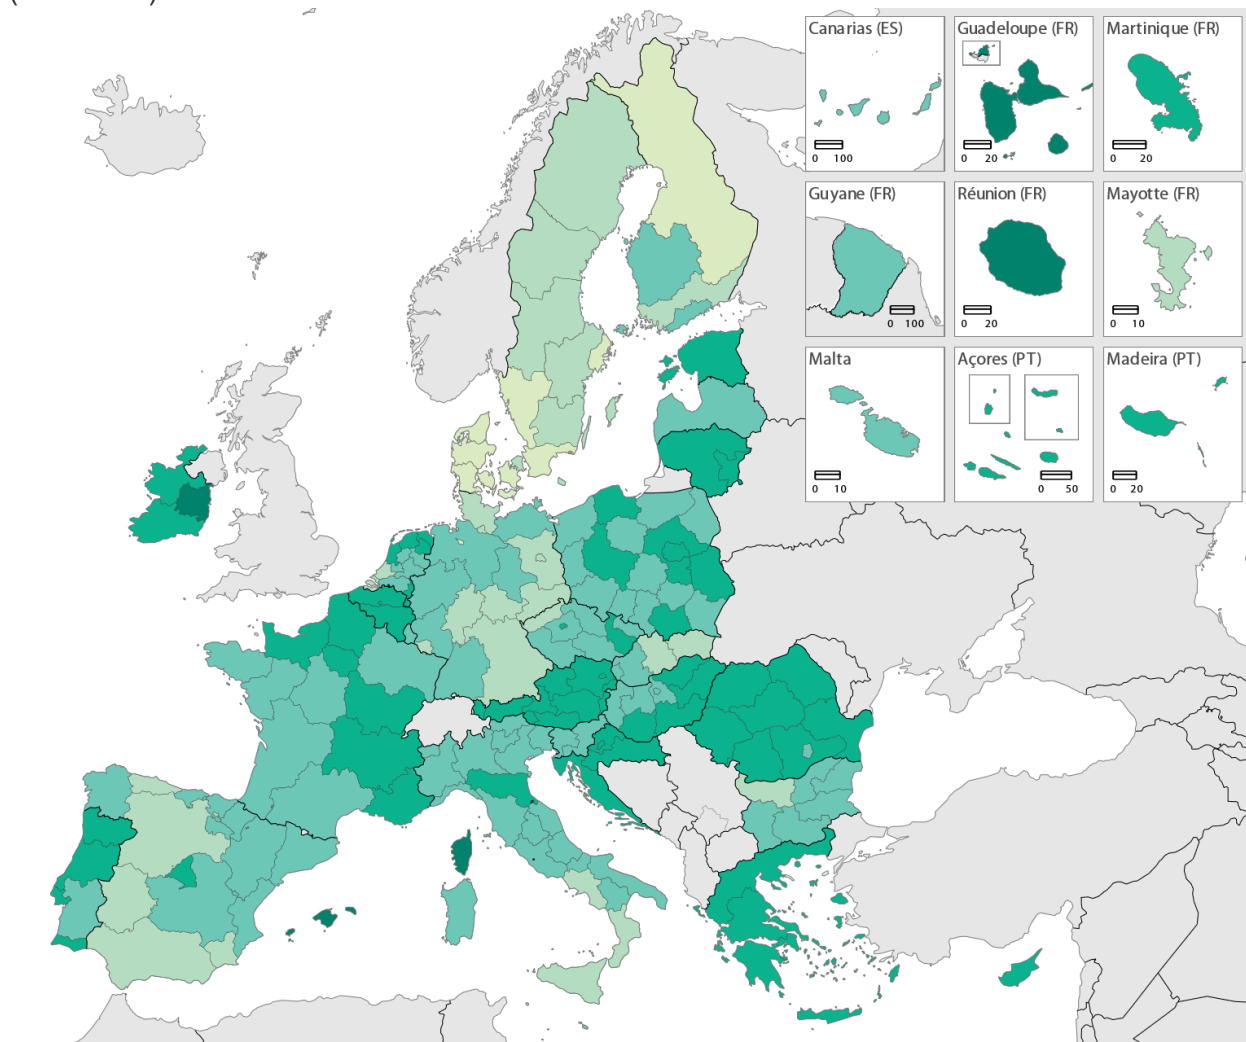 Canarias (ES)
0 100
Guadeloupe (FR)
0 20
Martinique (FR)
0 20
Guyane (FR)
0 100
Réunion (FR)
0 20
Mayotte (FR)
0 10
Malta
0 10
Açores (PT)
0 50
Madeira (PT)
0 20